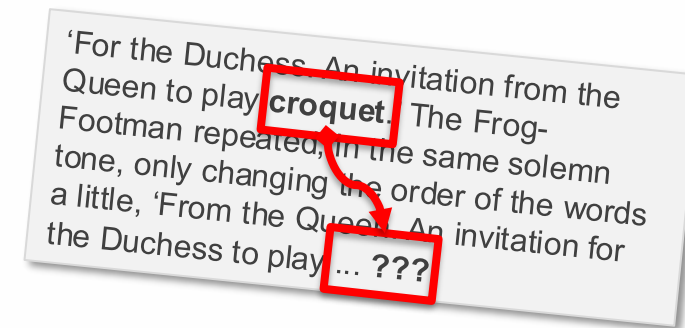 ‘For the Duchess. An invitation from the
Queen to play croquet. The Frog-
Footman repeated, in the same solemn
tone, only changing the order of the words
a little, ‘From the Queen. An invitation for
the Duchess to play ... ???